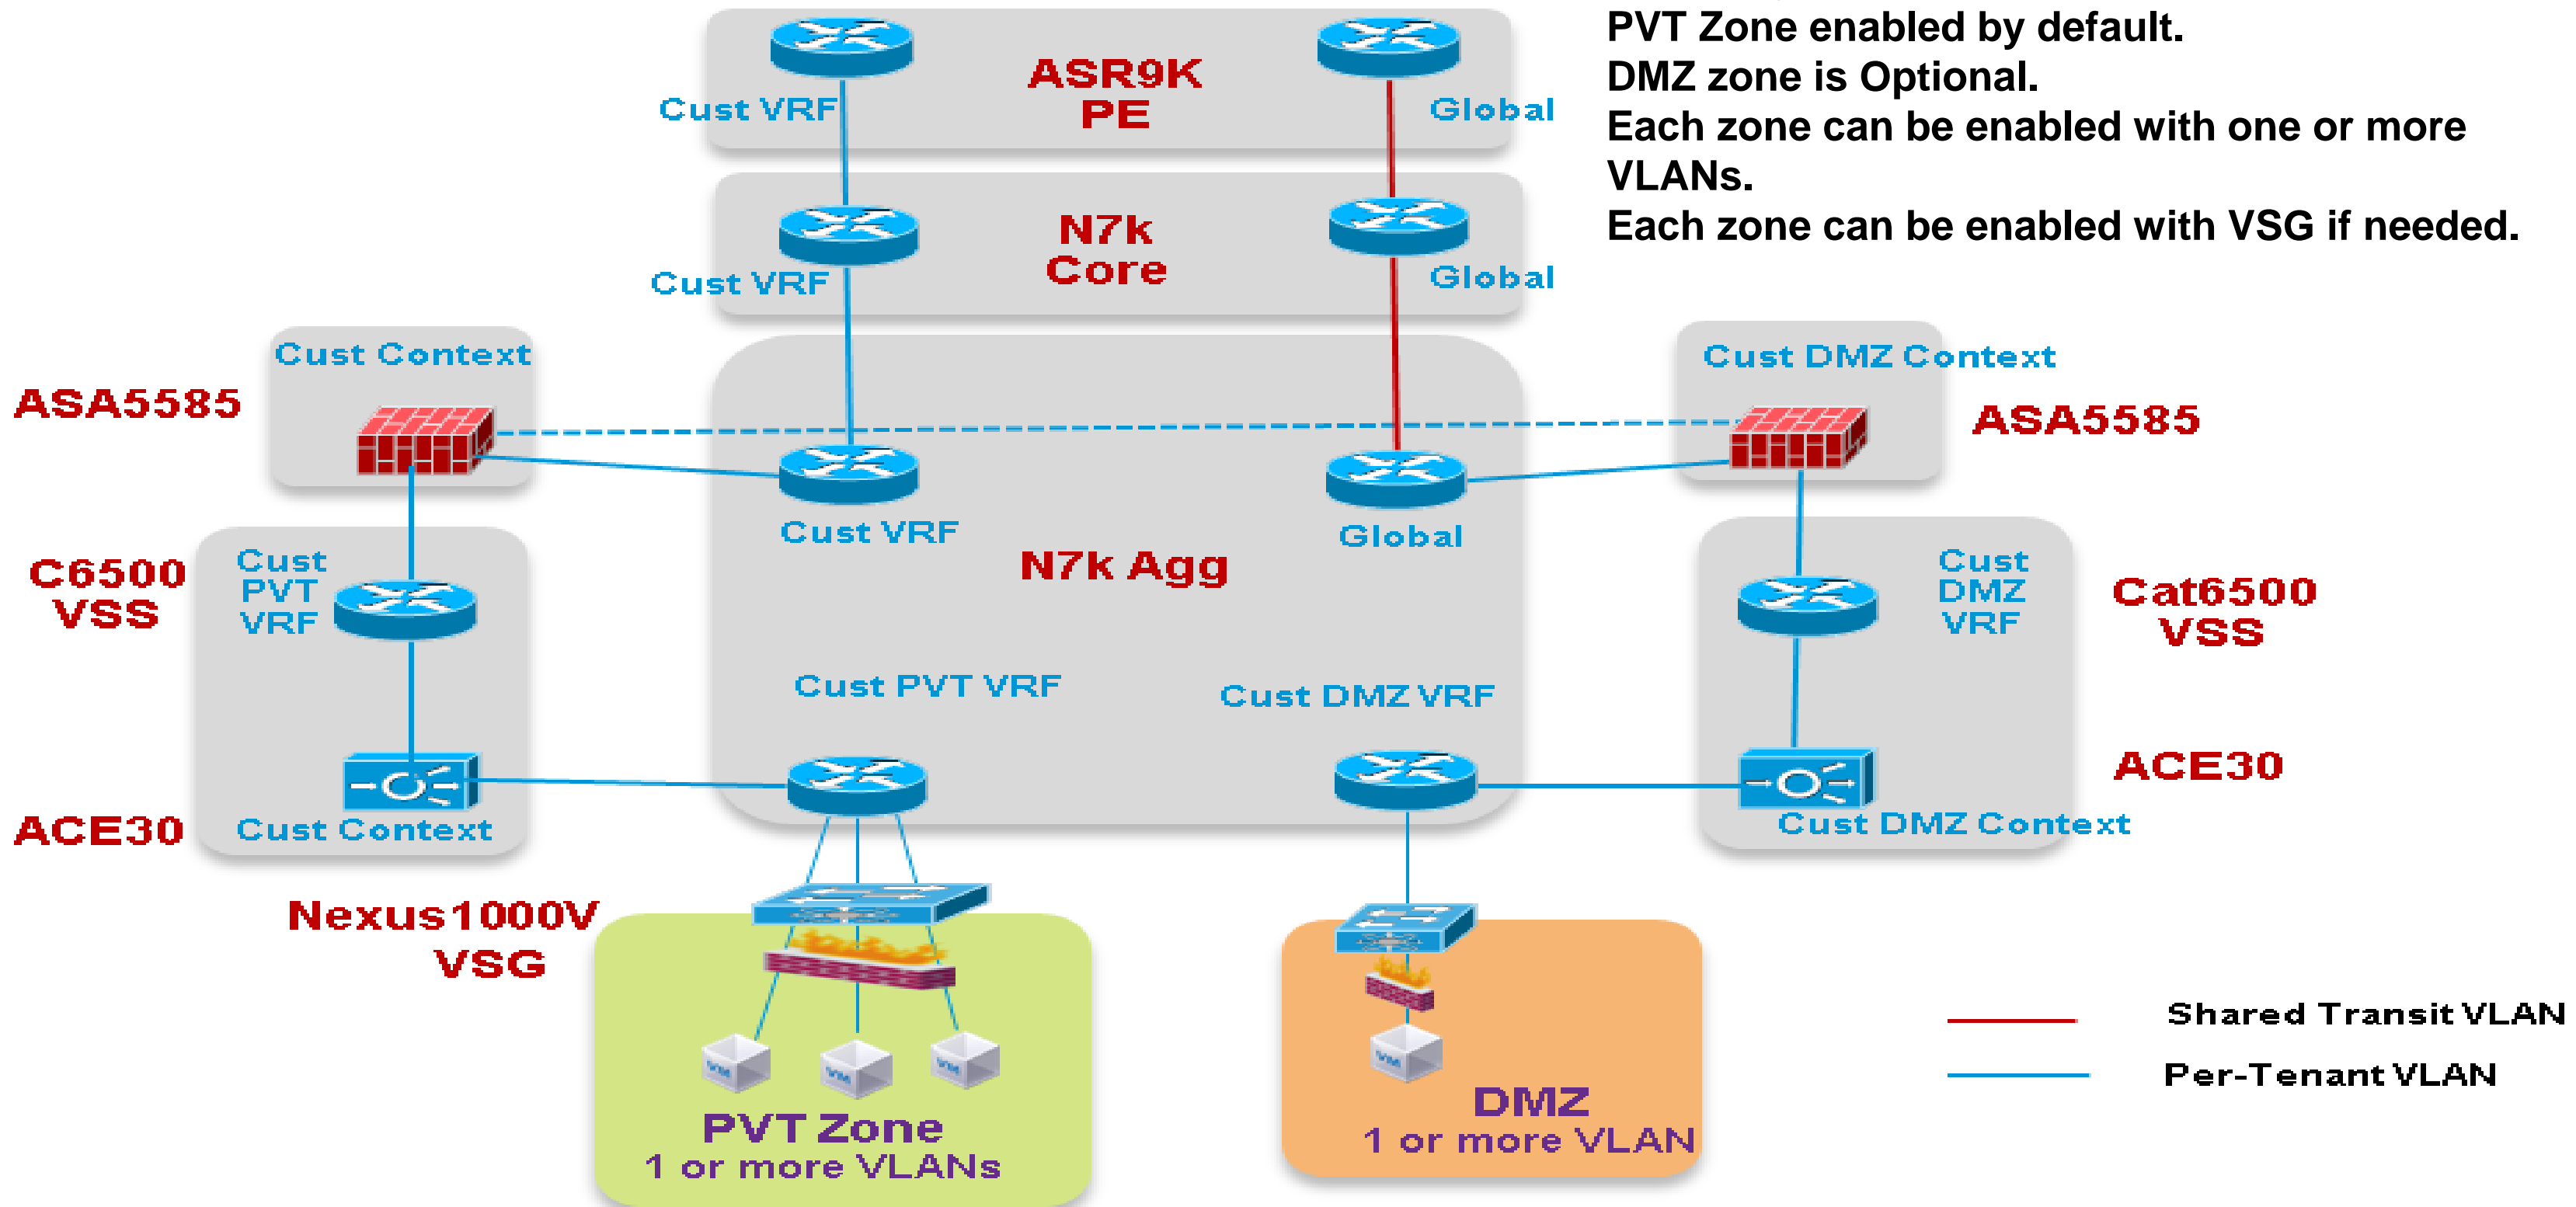 PVT Zone enabled by default.
DMZ zone is Optional.
Each zone can be enabled with one or more
VLANs.
Each zone can be enabled with VSG if needed.
ASR9K
PE
Cust VRF
Global
N7k
Core
Cust VRF
Global
Cust Context
ASA5585
Cust DMZ Context
ASA5585
Cust VRF
Global
N7k Agg
C6500
VSS
Cust
PVT
VRF
Cust
DMZ
VRF
Cat6500
VSS
Cust PVT VRF
Cust DMZ VRF
ACE30
Cust Context
ACE30
Cust DMZ Context
Nexus1000V
VSG
VM
VM
VM
VM
PVT Zone
1 or more VLANs
DMZ
1 or more VLAN
Shared Transit VLAN
Per-Tenant VLAN